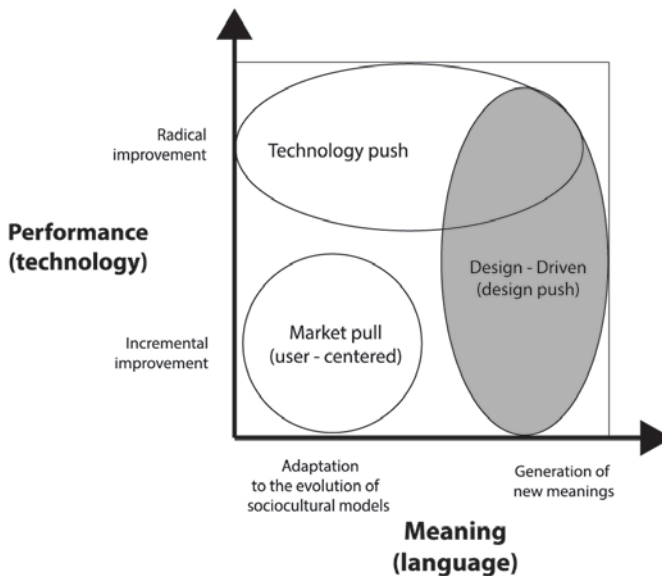 Radical
improvement
Technology push
Performance
(technology)
Design - Driven
(design push)
Market pull
(user - centered)
Incremental
improvement
Adaptation
to the evolution of
sociocultural models
Generation of
new meanings
Meaning
(language)